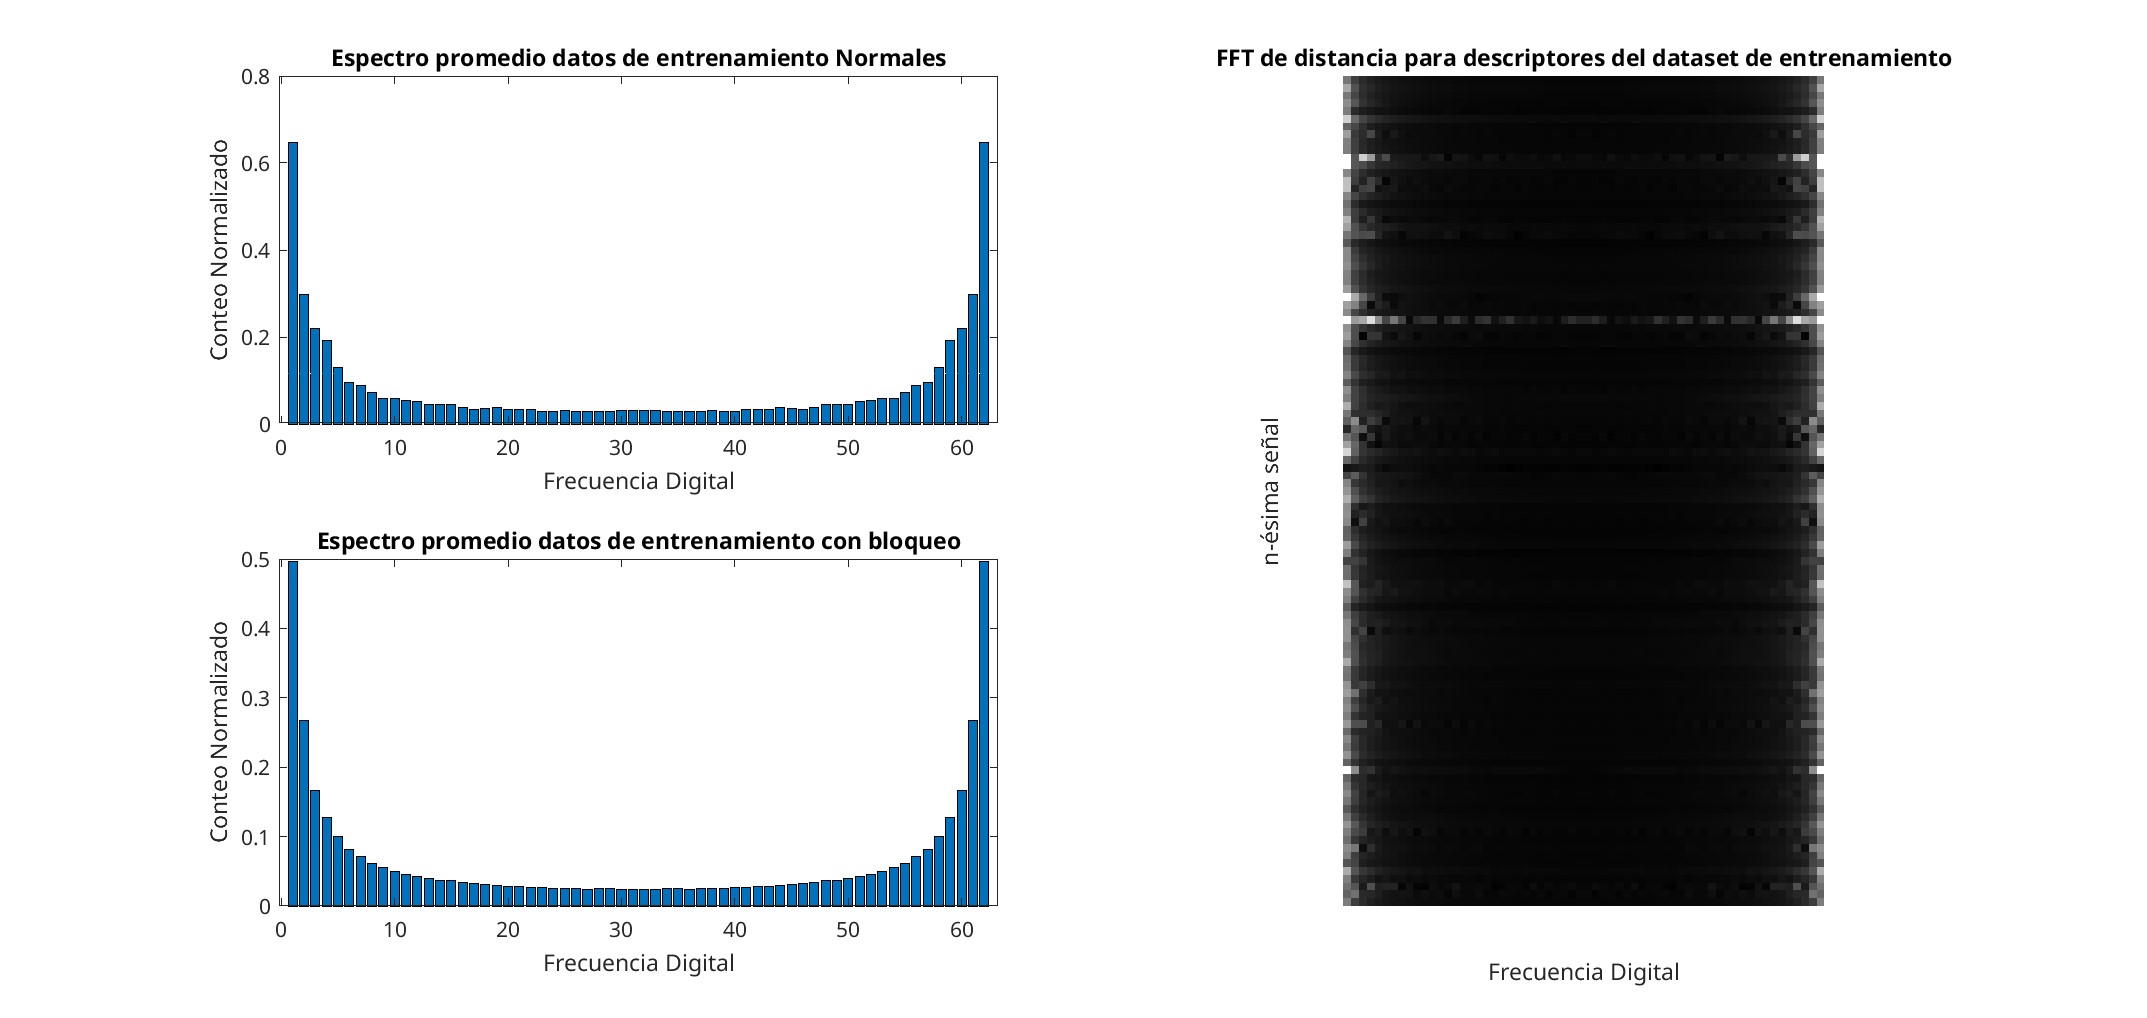 Espectro promedio datos de entrenamiento Normales
0.8
0.6
0.4
0.2
0
Conteo Normalizado
0 10 20 30 40 50 60
Frecuencia Digital
Espectro promedio datos de entrenamiento con bloqueo
0.5
0.4
0.3
0.2
0.1
0
Conteo Normalizado
0 10 20 30 40 50 60
Frecuencia Digital
FFT de distancia para descriptores del dataset de entrenamiento
n-ésima señal
Frecuencia Digital